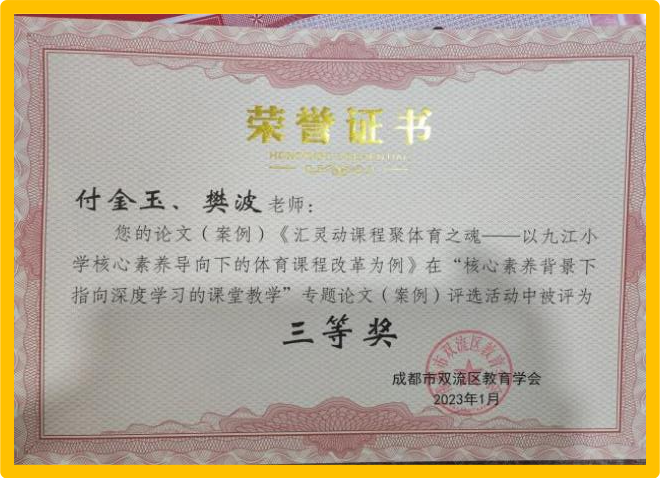 荣誉证书
付金玉、樊波老师：
您的论文（案例）《汇灵动课程聚体育之魂——以九江小
学核心素养导向下的体育课程改革为例》在“核心素养背景下
指向深度学习的课堂教学”专题论文（案例）评选活动中被评为
三等奖
成都市双流区教育学会
2023年1月